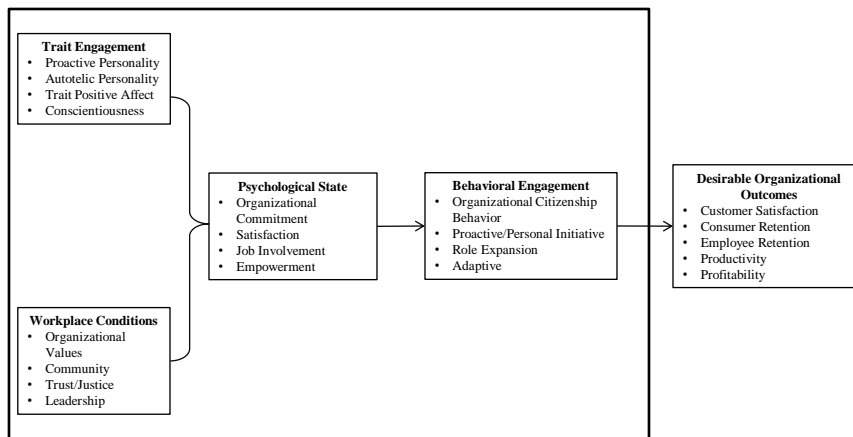 Trait Engagement
• Proactive Personality
• Autotelic Personality
• Trait Positive Affect
• Conscientiousness
Workplace Conditions
• Organizational
Values
• Community
• Trust/Justice
• Leadership
Psychological State
• Organizational
Commitment
• Satisfaction
• Job Involvement
• Empowerment
Behavioral Engagement
• Organizational Citizenship
Behavior
• Proactive/Personal Initiative
• Role Expansion
• Adaptive
Desirable Organizational
Outcomes
• Customer Satisfaction
• Consumer Retention
• Employee Retention
• Productivity
• Profitability